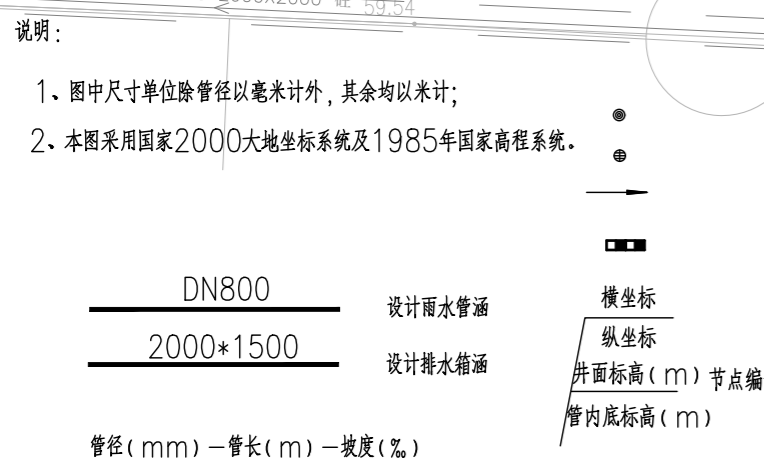 59.54
说明：
1、图中尺寸单位除管径以毫米计外，其余均以米计；
2、本图采用国家2000大地坐标系统及1985年国家高程系统。
DN800
设计雨水管涵
2000*1500
设计排水箱涵
管径(mm)—管长(m)—坡度(‰)
横坐标
纵坐标
井面标高(m) 节点编
管内底标高(m)